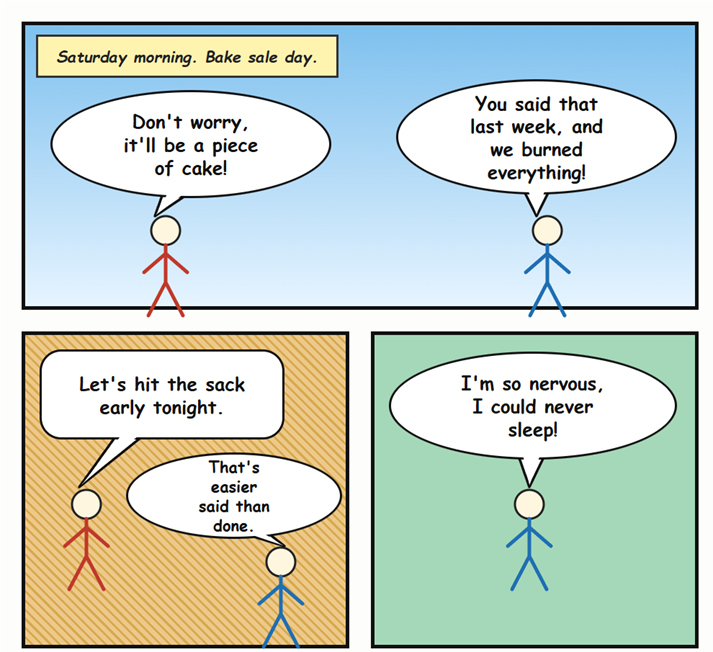 Saturday morning. Bake sale day.
Don't worry,
it'll be a piece
of cake!
You said that
last week, and
we burned
everything!
Let's hit the sack
early tonight.
That's
easier
said than
done.
I'm so nervous,
I could never
sleep!